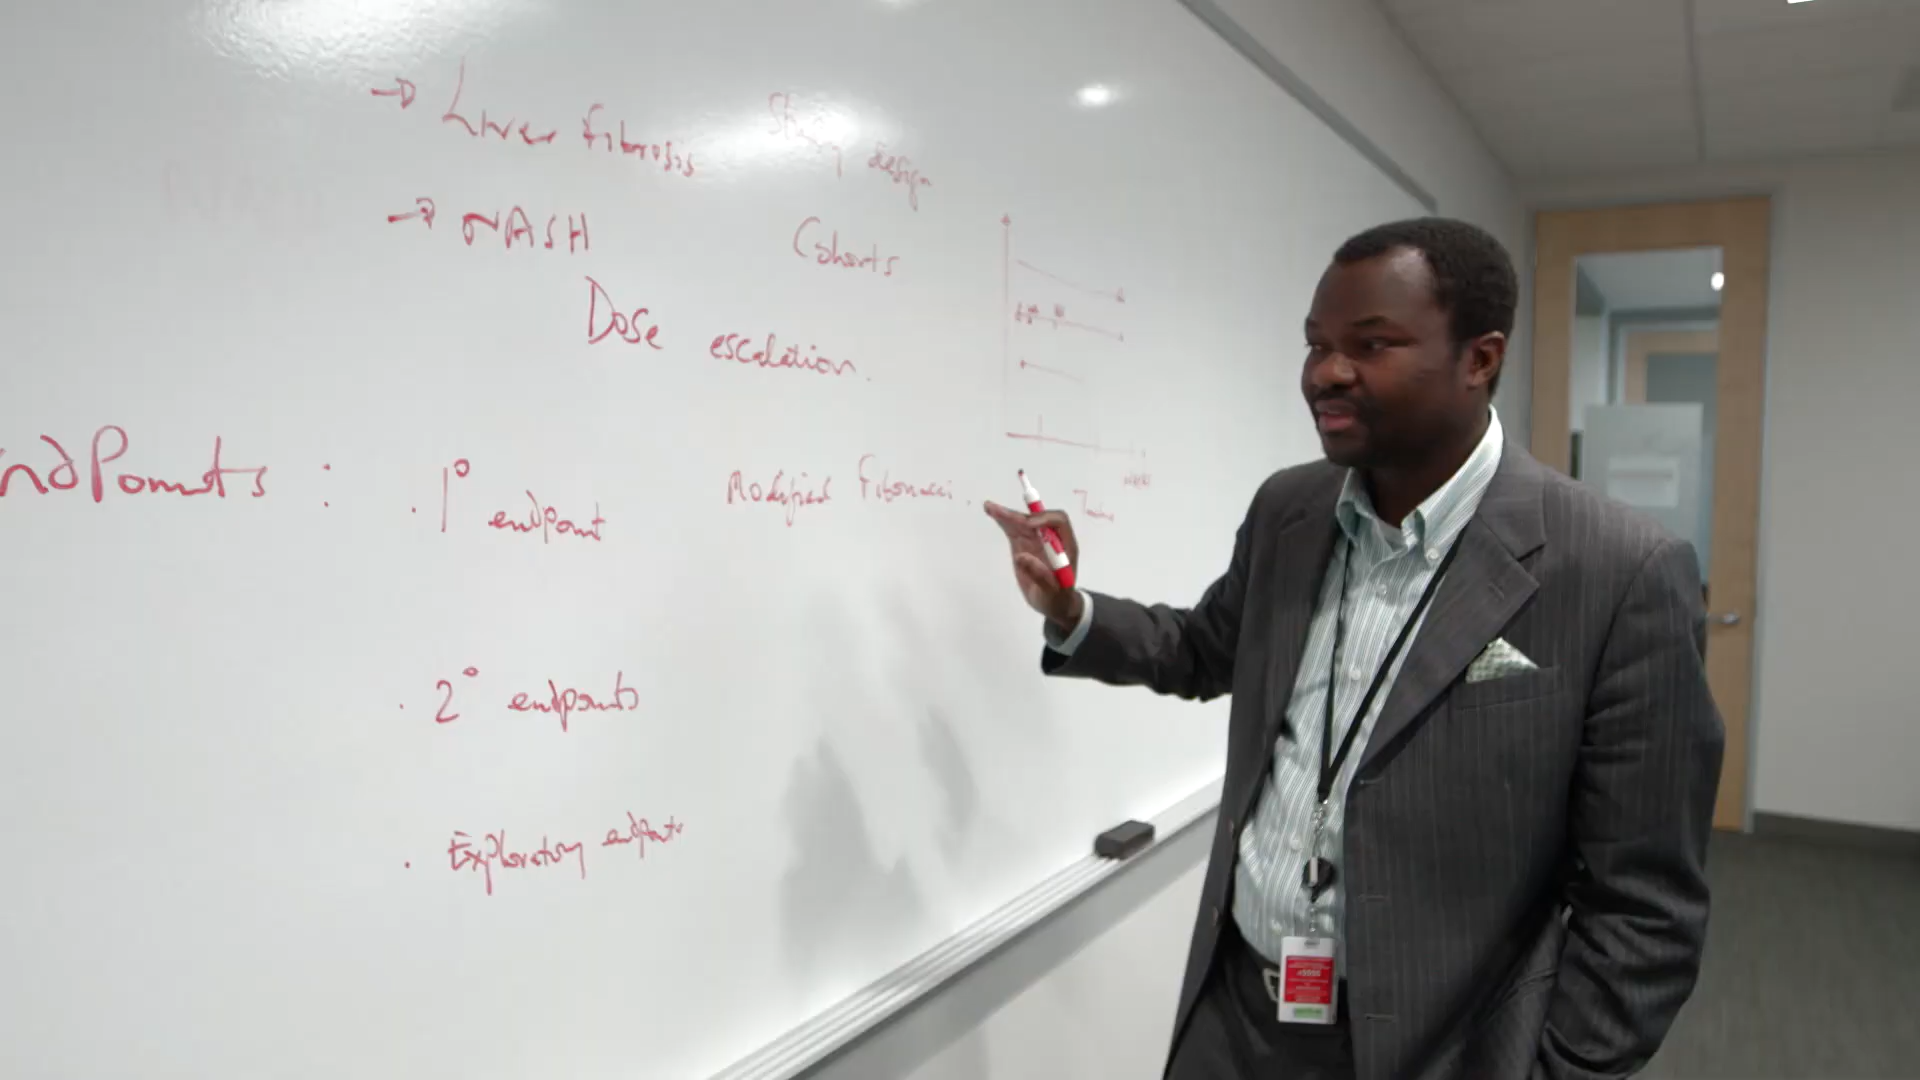 → Liver Fibrosis
Study design
→ NASH
Cohorts
Dose escalation.
ndPoints :
· 1° endpoint
Modified Fibonacci.
· 2° endpoints
· Exploratory endpoints